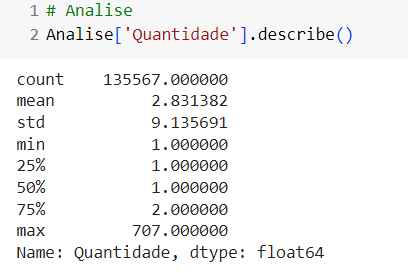 1 # Analise
2 Analise['Quantidade'].describe()
count    135567.000000
mean          2.831382
std           9.135691
min           1.000000
25%           1.000000
50%           1.000000
75%           2.000000
max         707.000000
Name: Quantidade, dtype: float64